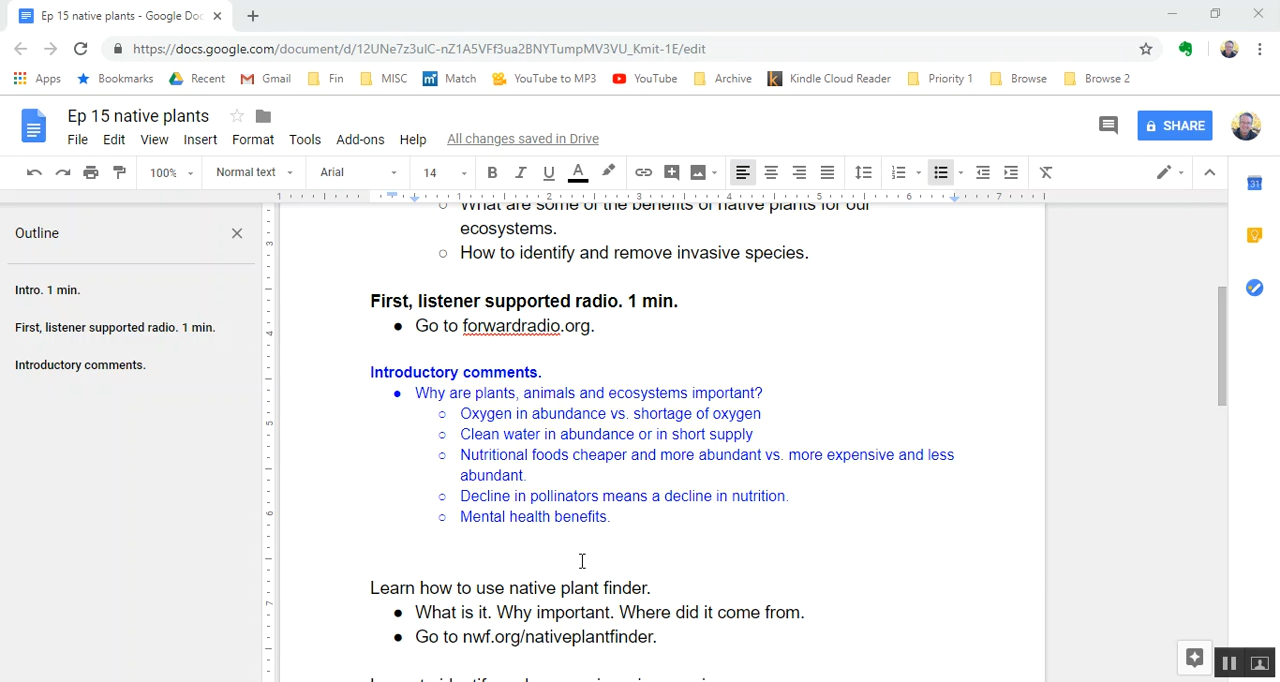 Ep 15 native plants - Google Doc
https://docs.google.com/document/d/12UNe7z3uIC-nZ1A5VFf3ua2BNYTumpMV3VU_Kmit-1E/edit
Apps Bookmarks Recent Gmail Fin MISC Match YouTube to MP3 YouTube Archive Kindle Cloud Reader Priority 1 Browse Browse 2
Ep 15 native plants
SHARE
File Edit View Insert Format Tools Add-ons Help All changes saved in Drive
100% Normal text Arial 14
Outline
Intro. 1 min.
First, listener supported radio. 1 min.
Introductory comments.
What are some of the benefits of native plants for our
ecosystems.
How to identify and remove invasive species.
First, listener supported radio. 1 min.
Go to forwardradio.org.
Introductory comments.
Why are plants, animals and ecosystems important?
Oxygen in abundance vs. shortage of oxygen
Clean water in abundance or in short supply
Nutritional foods cheaper and more abundant vs. more expensive and less
abundant.
Decline in pollinators means a decline in nutrition.
Mental health benefits.
Learn how to use native plant finder.
What is it. Why important. Where did it come from.
Go to nwf.org/nativeplantfinder.